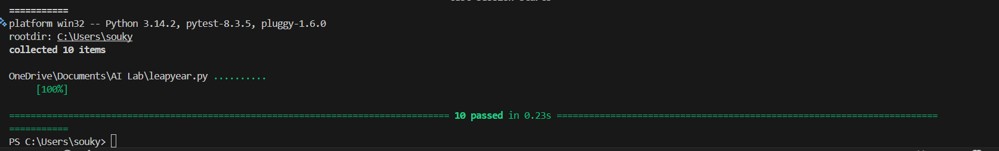 ===========
platform win32 -- Python 3.14.2, pytest-8.3.5, pluggy-1.6.0
rootdir: C:\Users\souky
collected 10 items
OneDrive\Documents\AI Lab\leapyear.py ..........
[100%]
================================================================================== 10 passed in 0.23s =======================================================================
===========
PS C:\Users\souky>